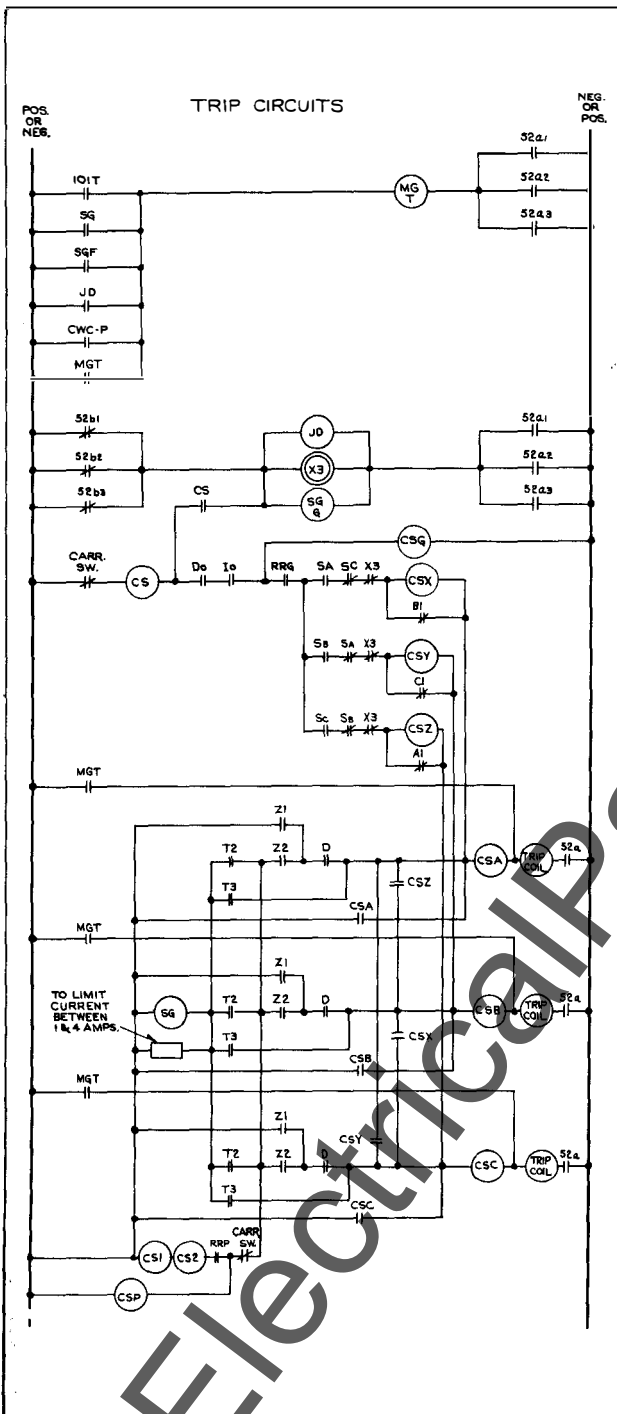 TRIP CIRCUITS
POS.
OR
NEG.
NEG.
OR
POS.
101T
MG
T
52a1
52a2
52a3
SG
SGF
JD
CWC-P
MGT
52b1
52b2
52b3
JD
X3
SG
G
52a1
52a2
52a3
CS
CSG
CARR.
SW.
CS
Do
Io
RRG
SA
SC
X3
CSX
B1
SB
SA
X3
CSY
C1
SC
SB
X3
CSZ
A1
MGT
Z1
T2
Z2
D
CSA
TRIP
COIL
52a
T3
CSZ
CSA
MGT
Z1
TO LIMIT
CURRENT
BETWEEN
1 & 4 AMPS.
SG
T2
Z2
D
CSB
TRIP
COIL
52a
T3
CSX
CSB
MGT
Z1
CSY
T2
Z2
D
CSC
TRIP
COIL
52a
T3
CSC
CS1
CS2
RRP
CARR.
SW.
CSP